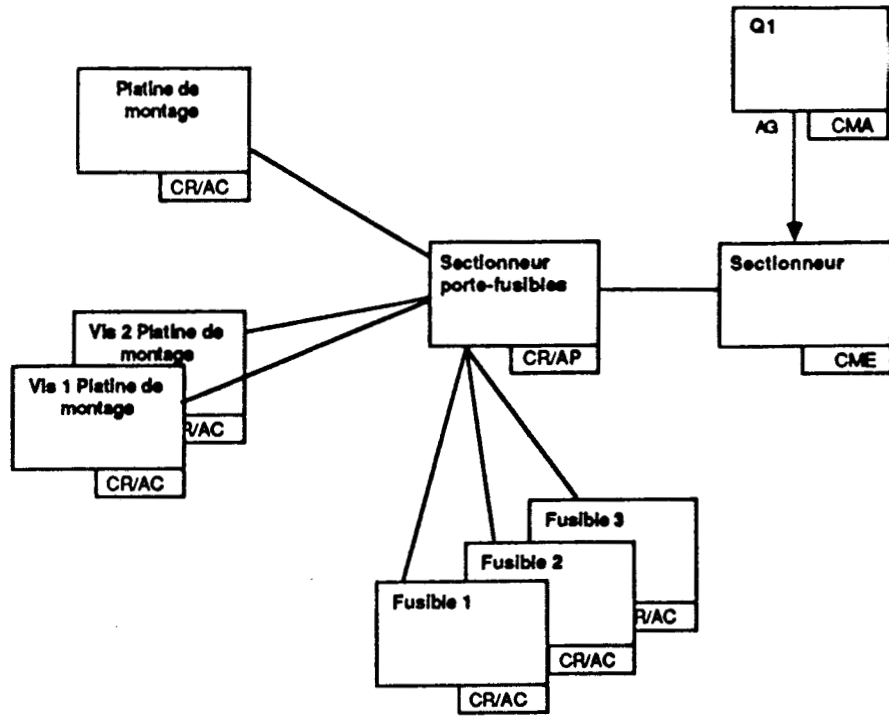 Q1
AG
CMA
Platine de
montage
CR/AC
Sectionneur
porte-fusibles
CR/AP
Sectionneur
CME
Vis 2 Platine de
montage
R/AC
Vis 1 Platine de
montage
CR/AC
Fusible 3
R/AC
Fusible 2
CR/AC
Fusible 1
CR/AC